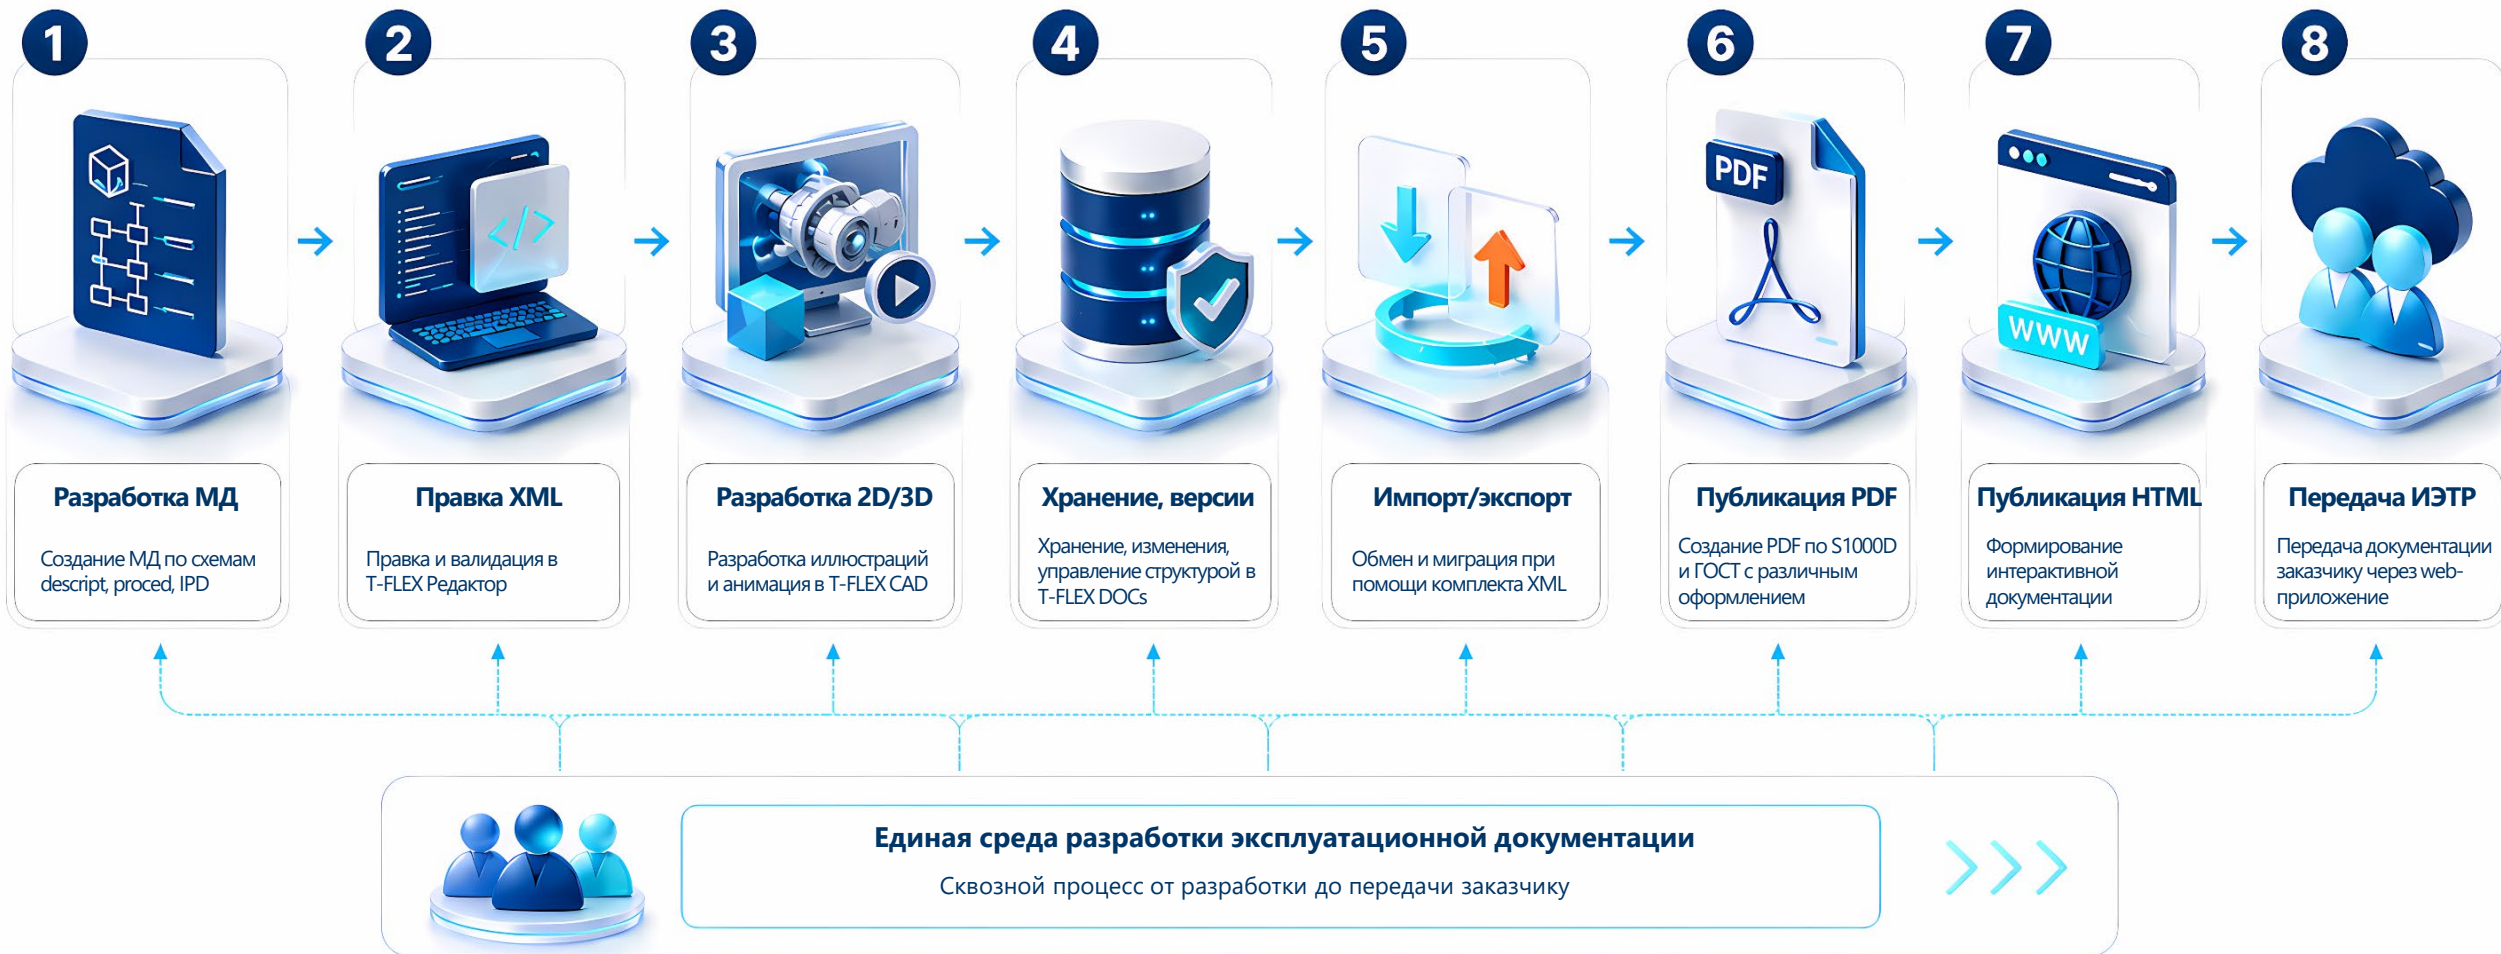 1
2
3
4
5
6
7
8
</>
PDF
WWW
Разработка МД
Создание МД по схемам
descript, proced, IPD
Правка XML
Правка и валидация в
T-FLEX Редактор
Разработка 2D/3D
Разработка иллюстраций
и анимация в T-FLEX CAD
Хранение, версии
Хранение, изменения,
управление структурой в
T-FLEX DOCs
Импорт/экспорт
Обмен и миграция при
помощи комплекта XML
Публикация PDF
Создание PDF по S1000D
и ГОСТ с различным
оформлением
Публикация HTML
Формирование
интерактивной
документации
Передача ИЭТР
Передача документации
заказчику через web-
приложение
Единая среда разработки эксплуатационной документации
Сквозной процесс от разработки до передачи заказчику